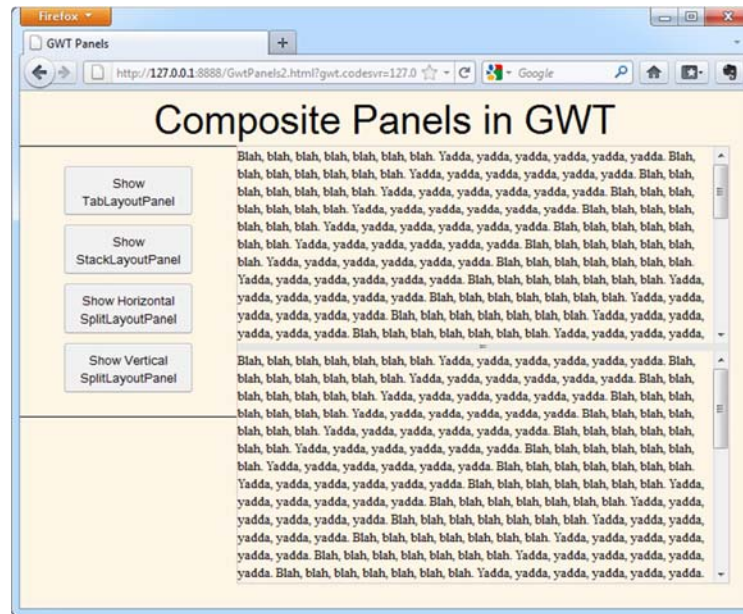 Firefox
GWT Panels
http://127.0.0.1:8888/GwtPanels2.html?gwt.codesvr=127.0
Google
Composite Panels in GWT
Show
TabLayoutPanel
Show
StackLayoutPanel
Show Horizontal
SplitLayoutPanel
Show Vertical
SplitLayoutPanel
Blah, blah, blah, blah, blah, blah, blah. Yadda, yadda, yadda, yadda, yadda, yadda. Blah,
blah, blah, blah, blah, blah, blah. Yadda, yadda, yadda, yadda, yadda, yadda. Blah, blah,
blah, blah, blah, blah, blah. Yadda, yadda, yadda, yadda, yadda, yadda. Blah, blah, blah,
blah, blah, blah, blah. Yadda, yadda, yadda, yadda, yadda, yadda. Blah, blah, blah, blah,
blah, blah, blah. Yadda, yadda, yadda, yadda, yadda, yadda. Blah, blah, blah, blah, blah,
blah, blah. Yadda, yadda, yadda, yadda, yadda, yadda. Blah, blah, blah, blah, blah, blah,
blah. Yadda, yadda, yadda, yadda, yadda, yadda. Blah, blah, blah, blah, blah, blah, blah.
Yadda, yadda, yadda, yadda, yadda, yadda. Blah, blah, blah, blah, blah, blah, blah. Yadda,
yadda, yadda, yadda, yadda, yadda. Blah, blah, blah, blah, blah, blah, blah. Yadda, yadda,
yadda, yadda, yadda, yadda. Blah, blah, blah, blah, blah, blah, blah. Yadda, yadda, yadda,
yadda, yadda, yadda. Blah, blah, blah, blah, blah, blah, blah. Yadda, yadda, yadda, yadda,
Blah, blah, blah, blah, blah, blah, blah. Yadda, yadda, yadda, yadda, yadda, yadda. Blah,
blah, blah, blah, blah, blah, blah. Yadda, yadda, yadda, yadda, yadda, yadda. Blah, blah,
blah, blah, blah, blah, blah. Yadda, yadda, yadda, yadda, yadda, yadda. Blah, blah, blah,
blah, blah, blah, blah. Yadda, yadda, yadda, yadda, yadda, yadda. Blah, blah, blah, blah,
blah, blah, blah. Yadda, yadda, yadda, yadda, yadda, yadda. Blah, blah, blah, blah, blah,
blah, blah. Yadda, yadda, yadda, yadda, yadda, yadda. Blah, blah, blah, blah, blah, blah,
blah. Yadda, yadda, yadda, yadda, yadda, yadda. Blah, blah, blah, blah, blah, blah, blah.
Yadda, yadda, yadda, yadda, yadda, yadda. Blah, blah, blah, blah, blah, blah, blah. Yadda,
yadda, yadda, yadda, yadda, yadda. Blah, blah, blah, blah, blah, blah, blah. Yadda, yadda,
yadda, yadda, yadda, yadda. Blah, blah, blah, blah, blah, blah, blah. Yadda, yadda, yadda,
yadda, yadda, yadda. Blah, blah, blah, blah, blah, blah, blah. Yadda, yadda, yadda, yadda,
yadda, yadda. Blah, blah, blah, blah, blah, blah, blah. Yadda, yadda, yadda, yadda, yadda,
yadda. Blah, blah, blah, blah, blah, blah, blah. Yadda, yadda, yadda, yadda, yadda, yadda.